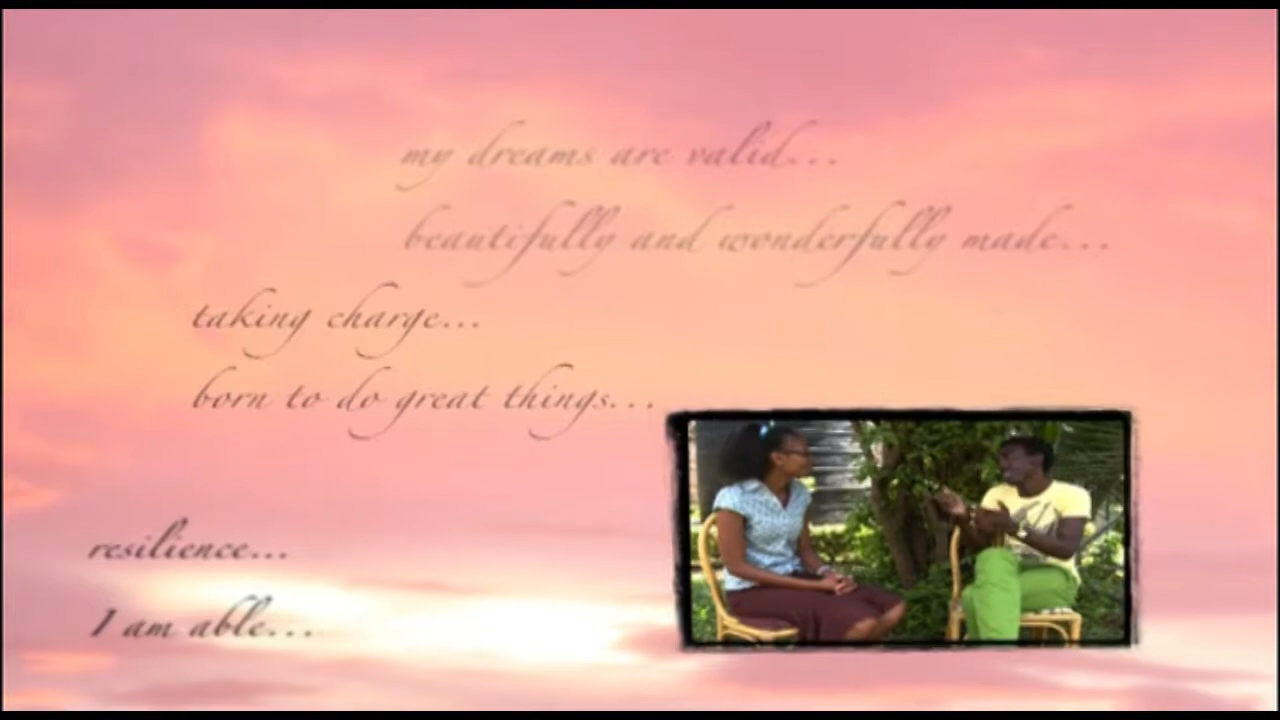 my dreams are valid...
beautifully and wonderfully made...
taking charge...
born to do great things...
resilience...
I am able...